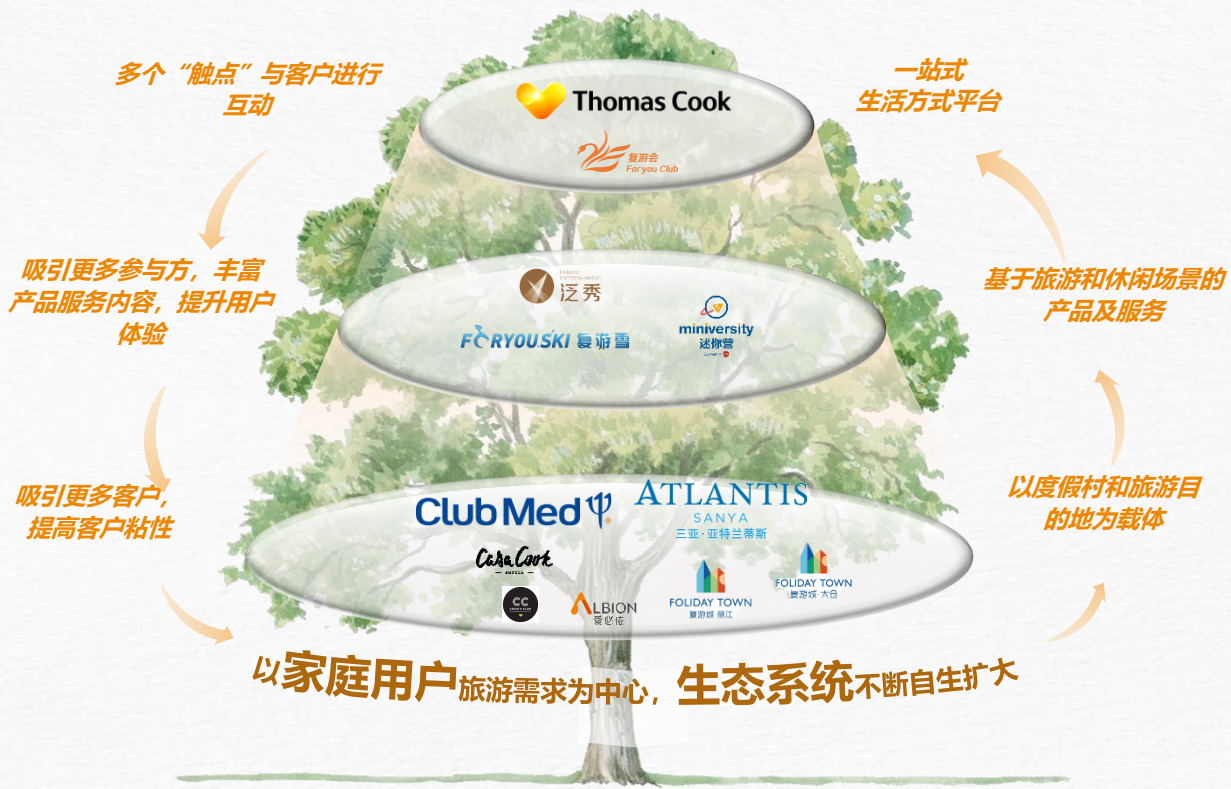 多个“触点”与客户进行
互动
一站式
生活方式平台
Thomas Cook
复游会
Foryou Club
吸引更多参与方，丰富
产品服务内容，提升用户
体验
基于旅游和休闲场景的
产品及服务
泛秀
FORYOU.SKI 复游雪
miniversity
迷你营
吸引更多客户，
提高客户粘性
以度假村和旅游目
的地为载体
Club Med
ATLANTIS
SANYA
三亚·亚特兰蒂斯
Casa Cook
CC
ALBION
爱必侬
FOLIDAY TOWN
复游城·丽江
FOLIDAY TOWN
复游城·太仓
以家庭用户旅游需求为中心，生态系统不断自生扩大